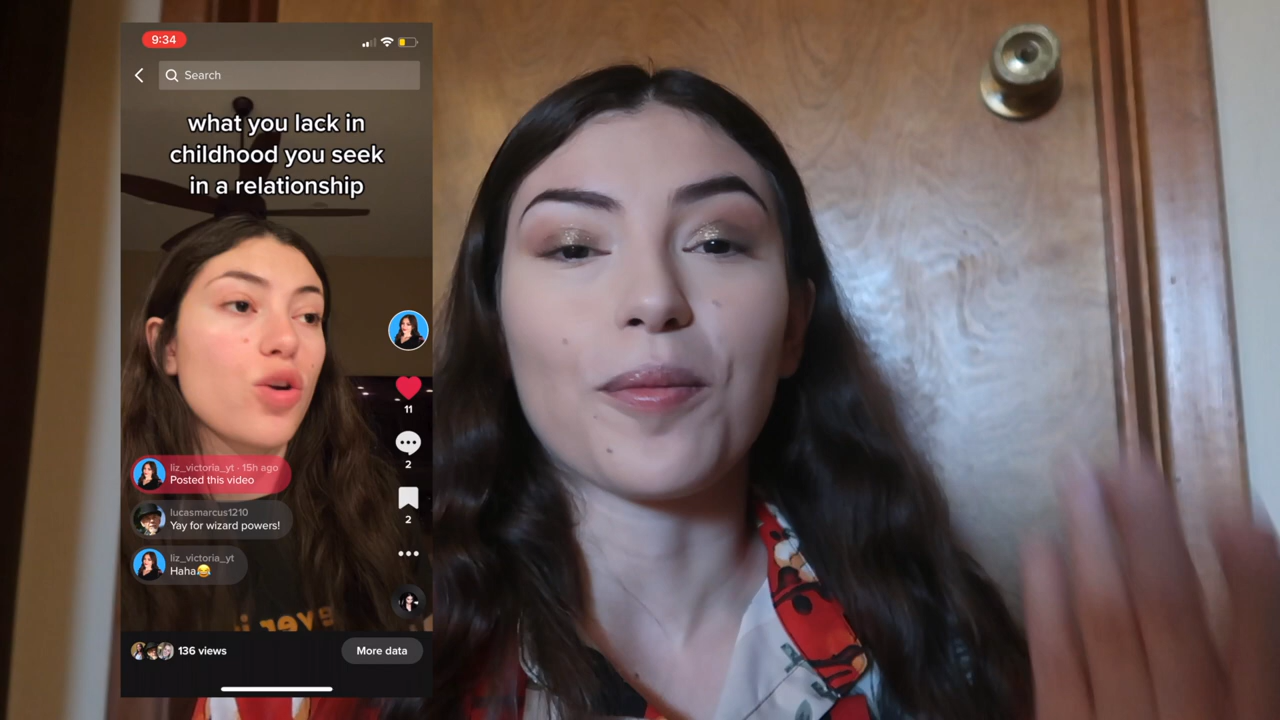 9:34
Search
what you lack in
childhood you seek
in a relationship
11
2
2
liz_victoria_yt · 15h ago
Posted this video
lucasmarcus1210
Yay for wizard powers!
liz_victoria_yt
Haha😂
136 views
More data